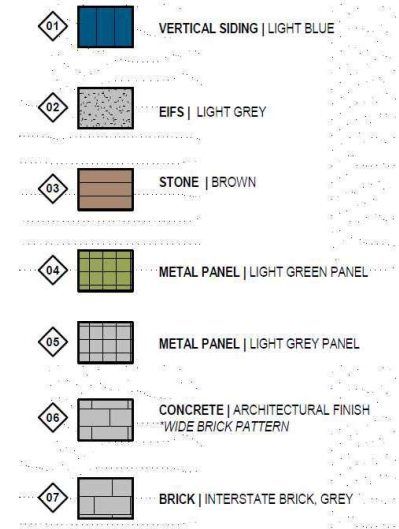 01 VERTICAL SIDING | LIGHT BLUE
02 EIFS | LIGHT GREY
03 STONE | BROWN
04 METAL PANEL | LIGHT GREEN PANEL
05 METAL PANEL | LIGHT GREY PANEL
06 CONCRETE | ARCHITECTURAL FINISH
*WIDE BRICK PATTERN
07 BRICK | INTERSTATE BRICK, GREY